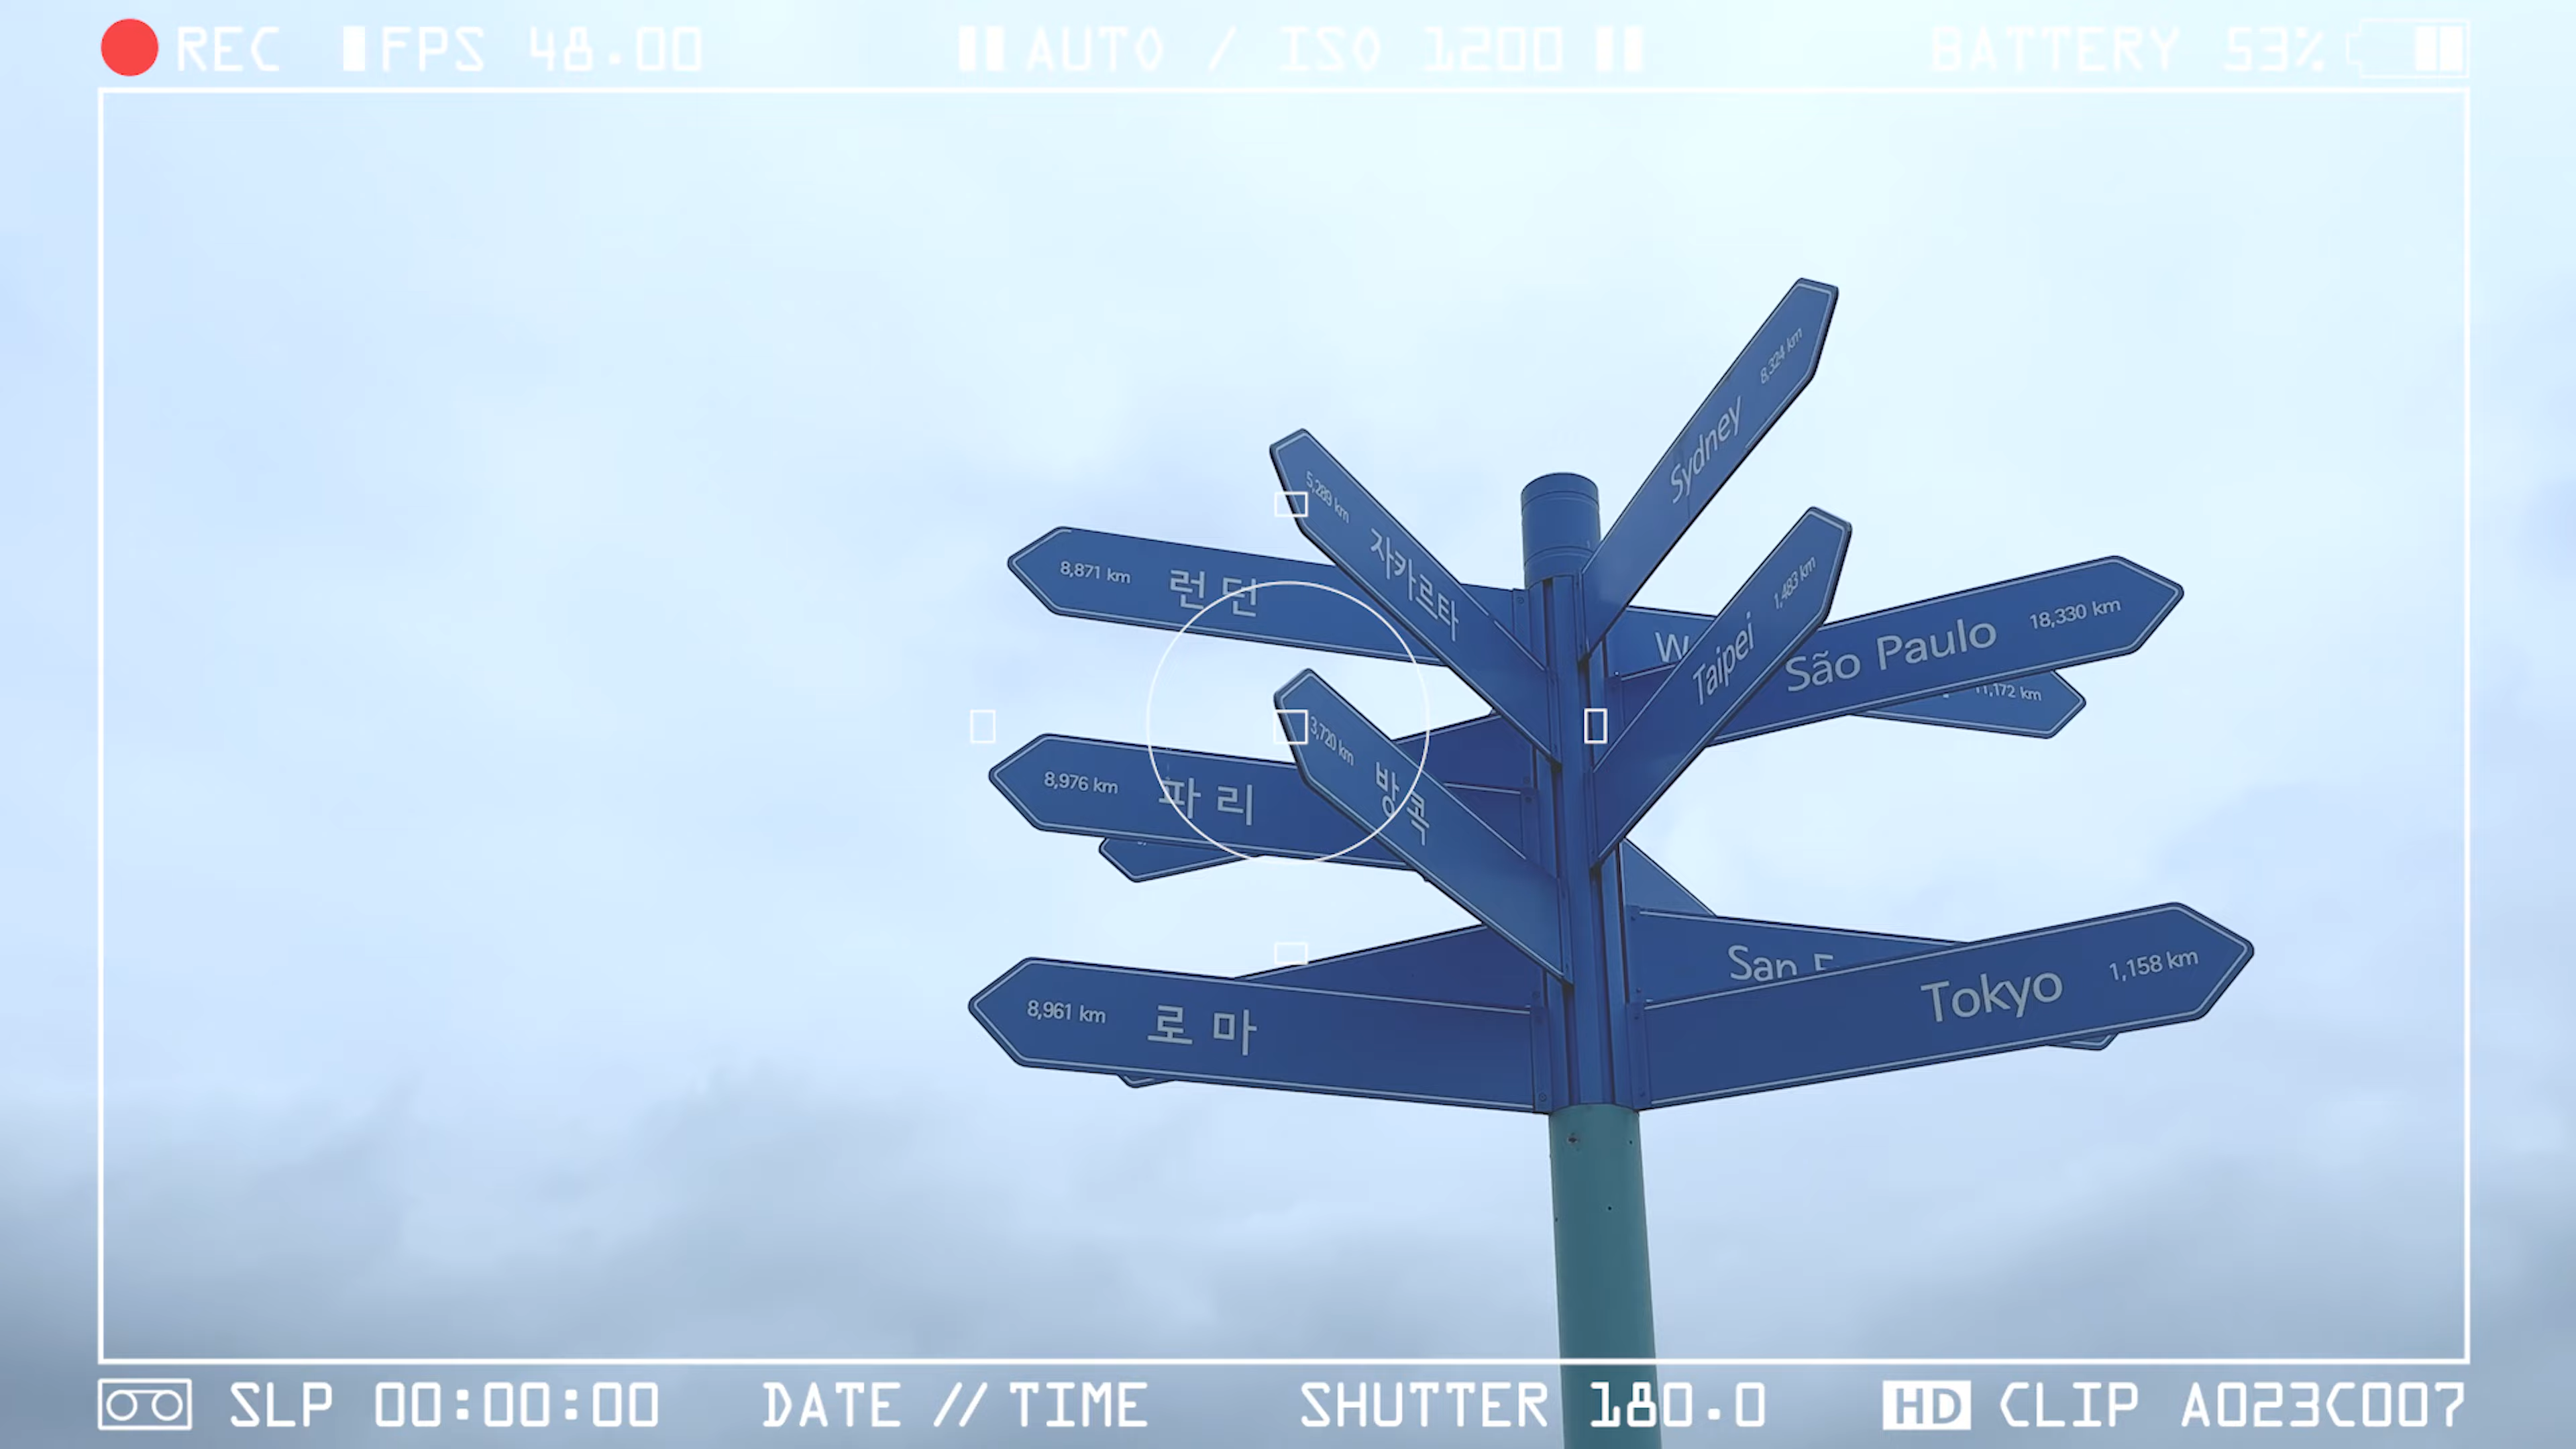 REC FPS 48.00
AUTO / ISO 1200
BATTERY 53%
8,324 km
Sydney
5,289 km
자카르타
8,871 km 런던
1,483 km
Taipei
São Paulo 18,330 km
11,172 km
3,720 km
방콕
8,976 km 파리
San
Tokyo 1,158 km
8,961 km 로마
SLP 00:00:00
DATE // TIME
SHUTTER 180.0
HD CLIP A023C007